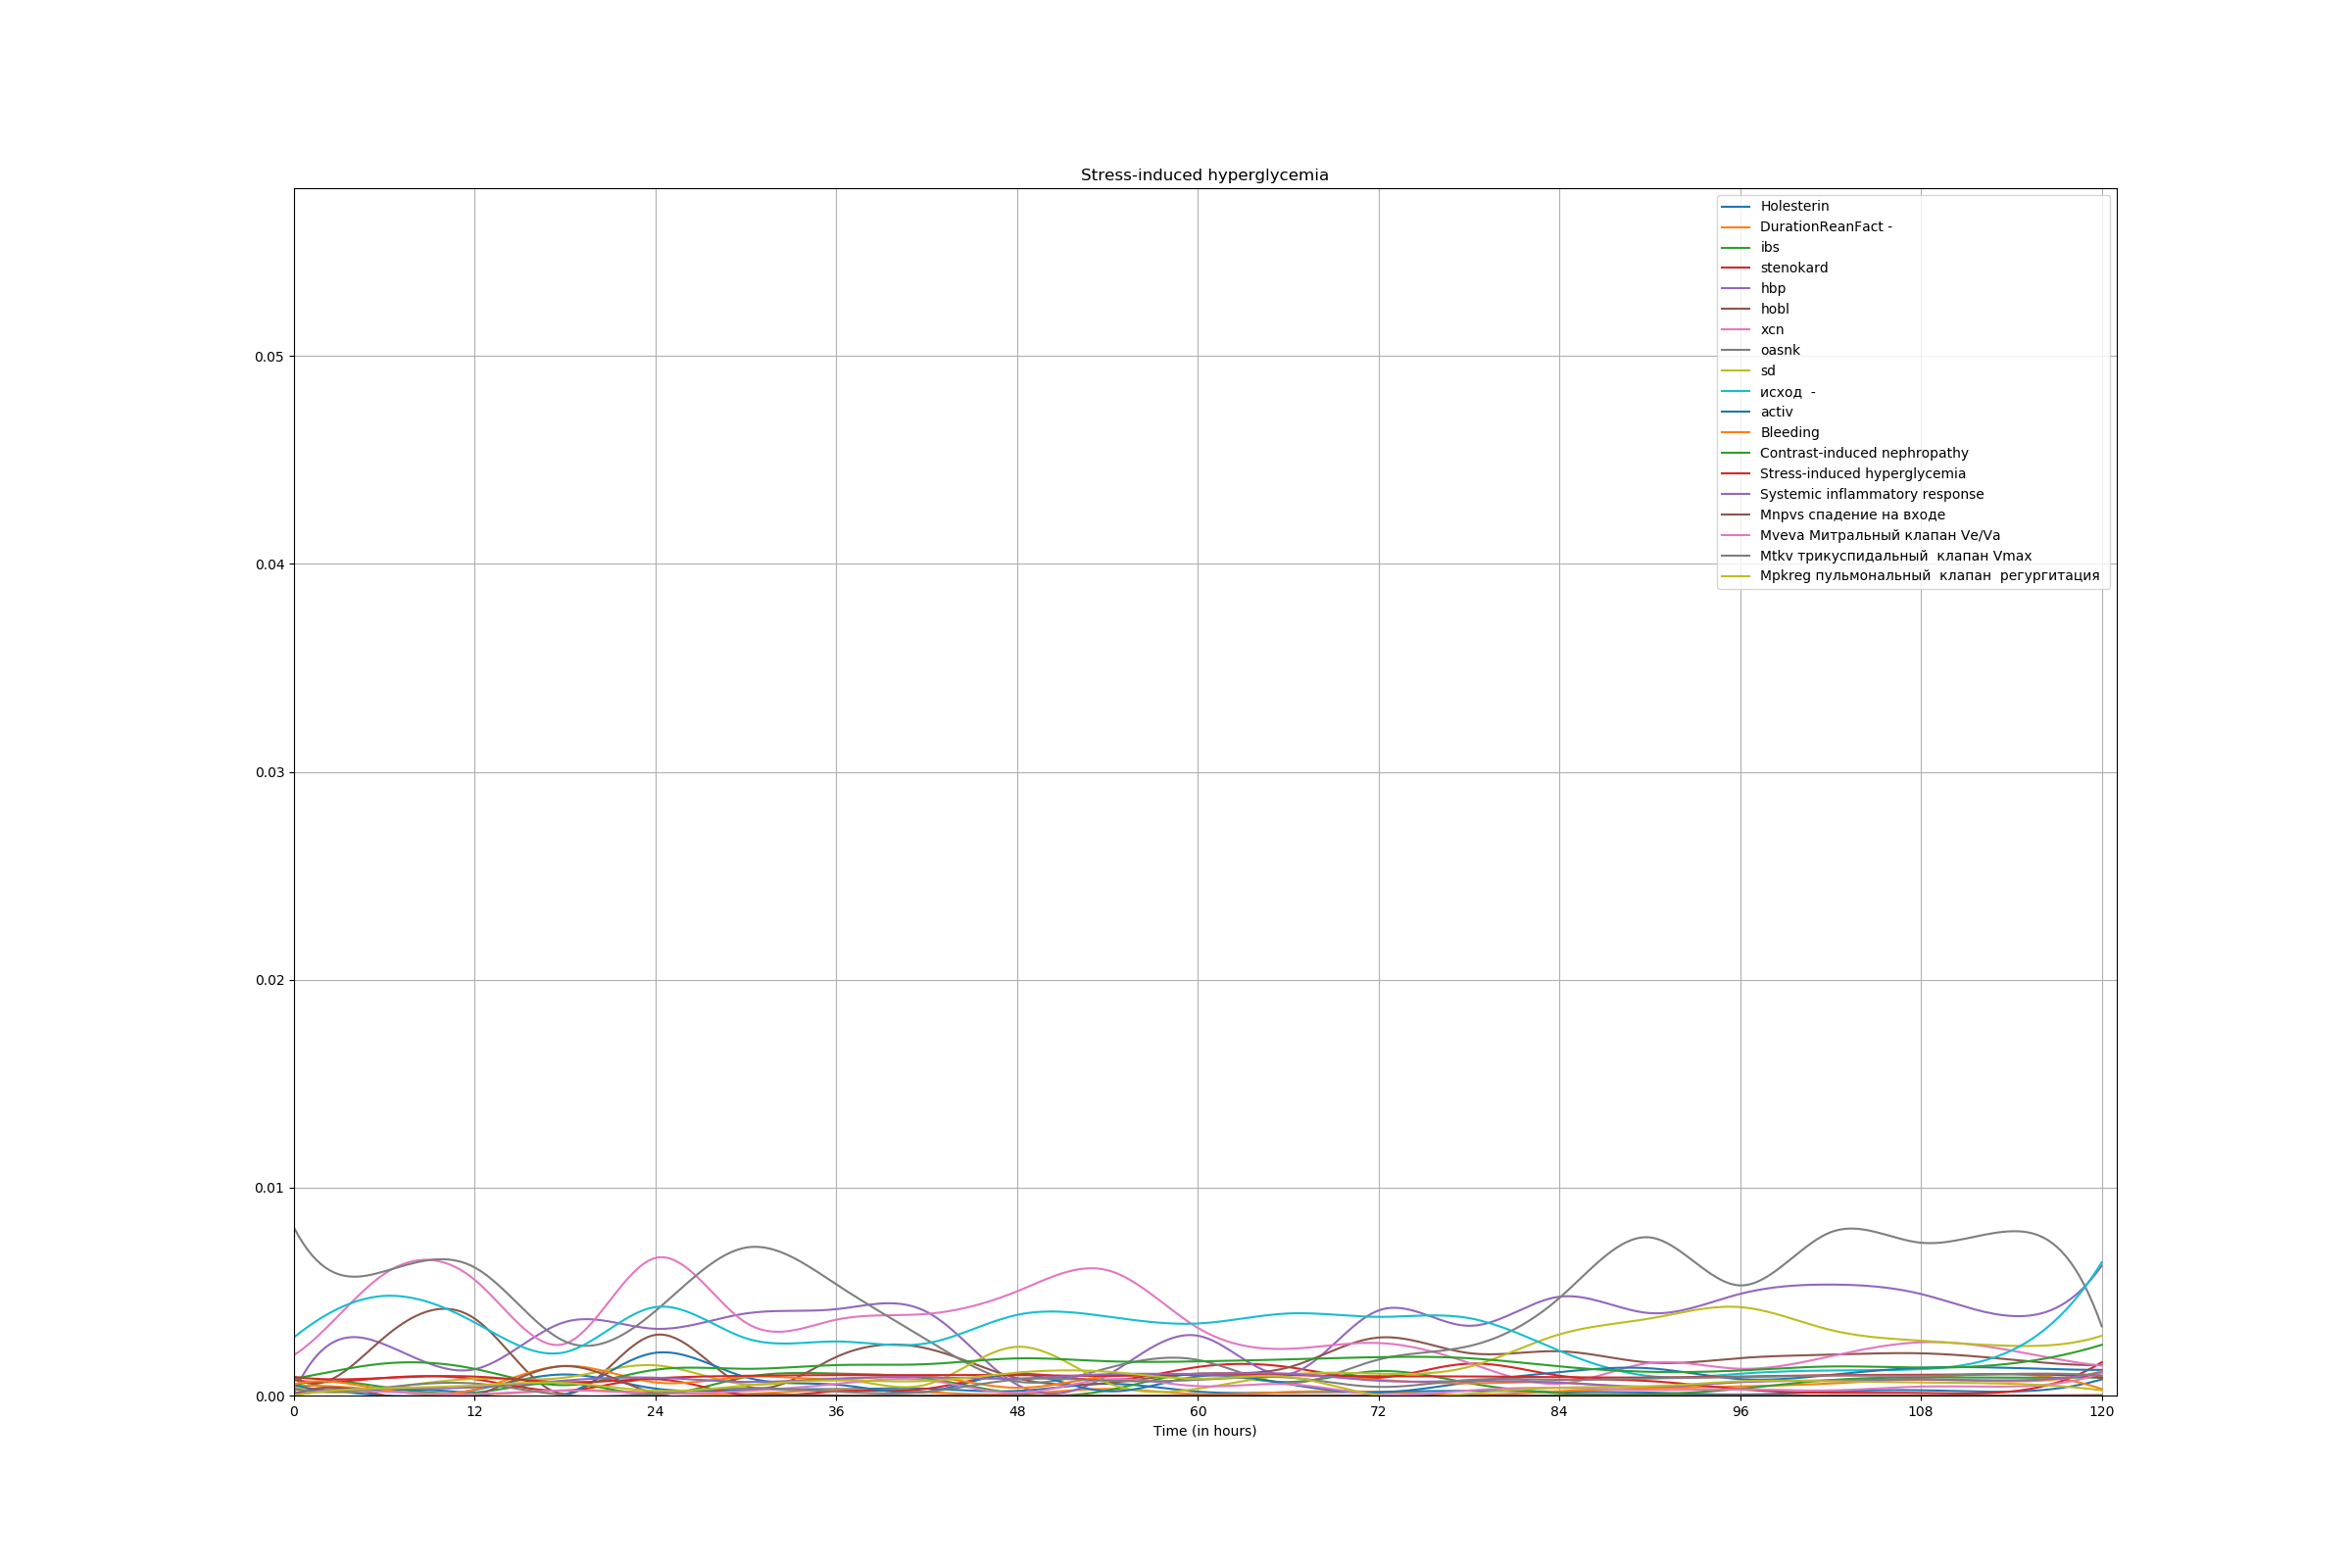 Stress-induced hyperglycemia
Holesterin
DurationReanFact -
ibs
stenokard
hbp
hobl
xcn
oasnk
sd
исход  -
activ
Bleeding
Contrast-induced nephropathy
Stress-induced hyperglycemia
Systemic inflammatory response
Mnpvs спадение на входе
Mveva Митральный клапан Ve/Va
Mtkv трикуспидальный  клапан Vmax
Mpkreg пульмональный  клапан  регургитация
0.05
0.04
0.03
0.02
0.01
0.00
0 12 24 36 48 60 72 84 96 108 120
Time (in hours)